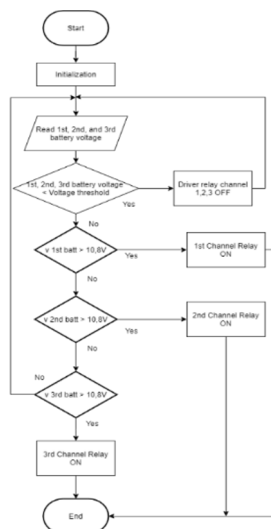 Start
Initialization
Read 1st, 2nd, and 3rd
battery voltage
1st, 2nd, 3rd battery voltage
< Voltage threshold
Yes
Driver relay channel
1,2,3 OFF
No
v 1st batt > 10,8V
Yes
1st Channel Relay
ON
No
v 2nd batt > 10,8V
Yes
2nd Channel Relay
ON
No
No
v 3rd batt > 10,8V
Yes
3rd Channel Relay
ON
End